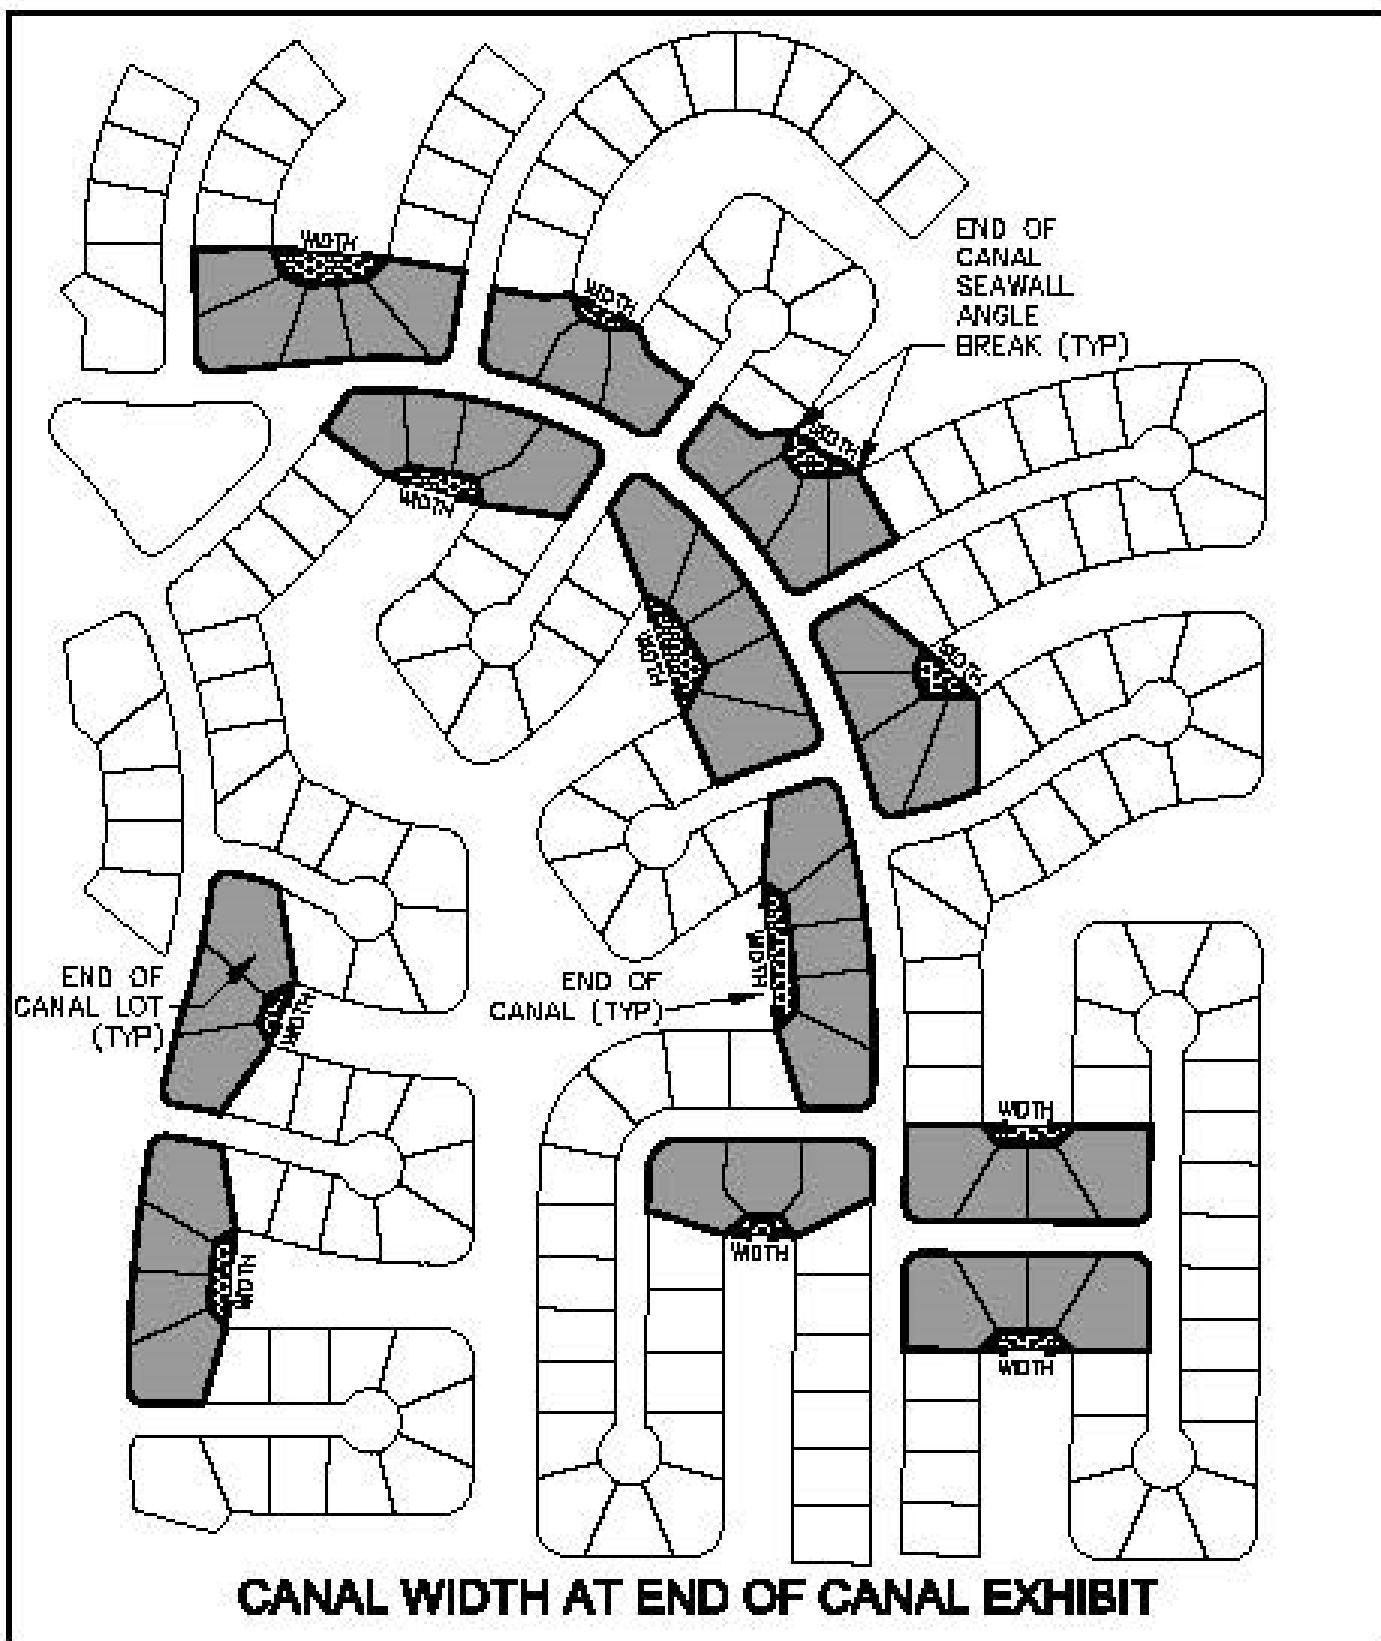 WIDTH
WIDTH
END OF
CANAL
SEAWALL
ANGLE
BREAK (TYP)
WIDTH
WIDTH
WIDTH
WIDTH
END OF
CANAL LOT
(TYP)
WIDTH
WIDTH
END OF
CANAL (TYP)
WIDTH
WIDTH
WIDTH
WIDTH
CANAL WIDTH AT END OF CANAL EXHIBIT